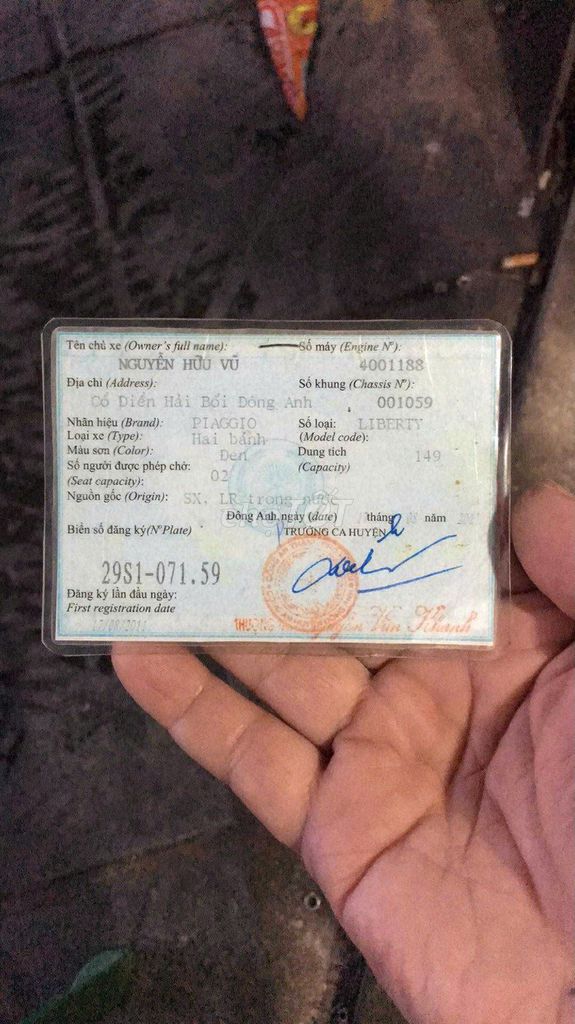 Tên chủ xe (Owner's full name):
NGUYỄN HỮU VŨ
Số máy (Engine N°):
4001188
Địa chỉ (Address):
Cổ Điển Hải Bối Đông Anh
Số khung (Chassis N°):
001059
Nhãn hiệu (Brand): PIAGGIO
Số loại: LIBERTY
(Model code):
Loại xe (Type): Hai bánh
Màu sơn (Color): Đen
Dung tích 149
(Capacity)
Số người được phép chở: 02
(Seat capacity):
Nguồn gốc (Origin): SX, LR trong nước
Đông Anh, ngày (date) tháng năm
Biển số đăng ký (N°Plate)
TRƯỞNG CA HUYỆN
29S1-071.59
Đăng ký lần đầu ngày:
First registration date
Nguyễn Văn Khanh